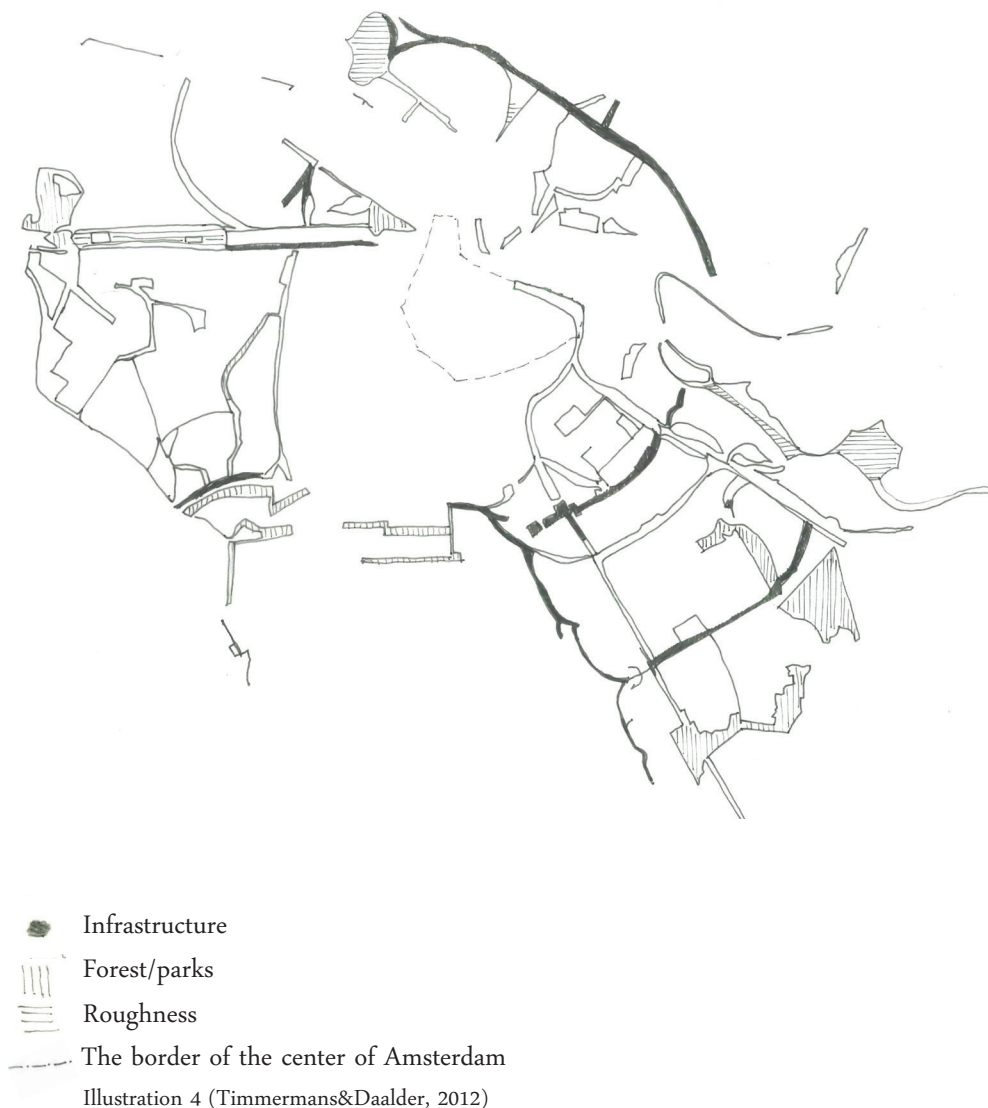 Infrastructure
Forest/parks
Roughness
The border of the center of Amsterdam
Illustration 4 (Timmermans&Daalder, 2012)